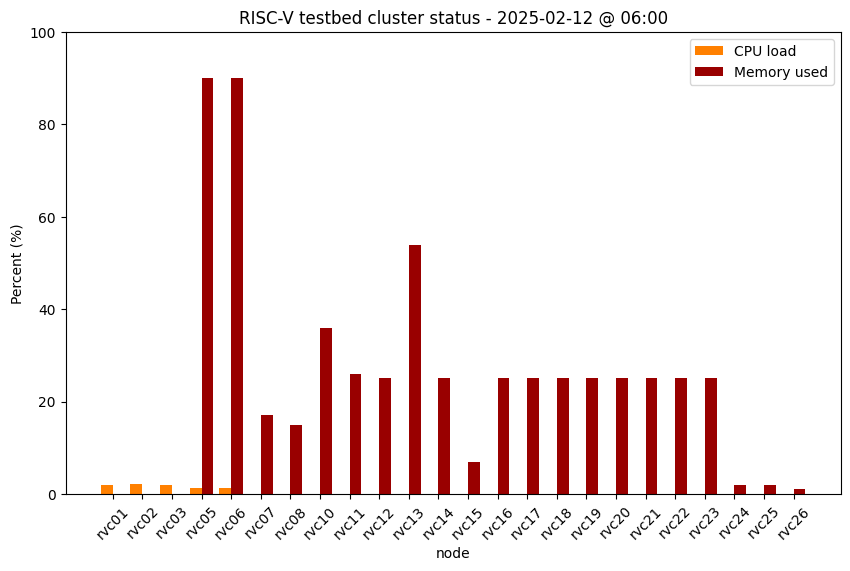 RISC-V testbed cluster status - 2025-02-12 @ 06:00
CPU load
Memory used
Percent (%)
100
80
60
40
20
0
rvc01 rvc02 rvc03 rvc05 rvc06 rvc07 rvc08 rvc10 rvc11 rvc12 rvc13 rvc14 rvc15 rvc16 rvc17 rvc18 rvc19 rvc20 rvc21 rvc22 rvc23 rvc24 rvc25 rvc26
node